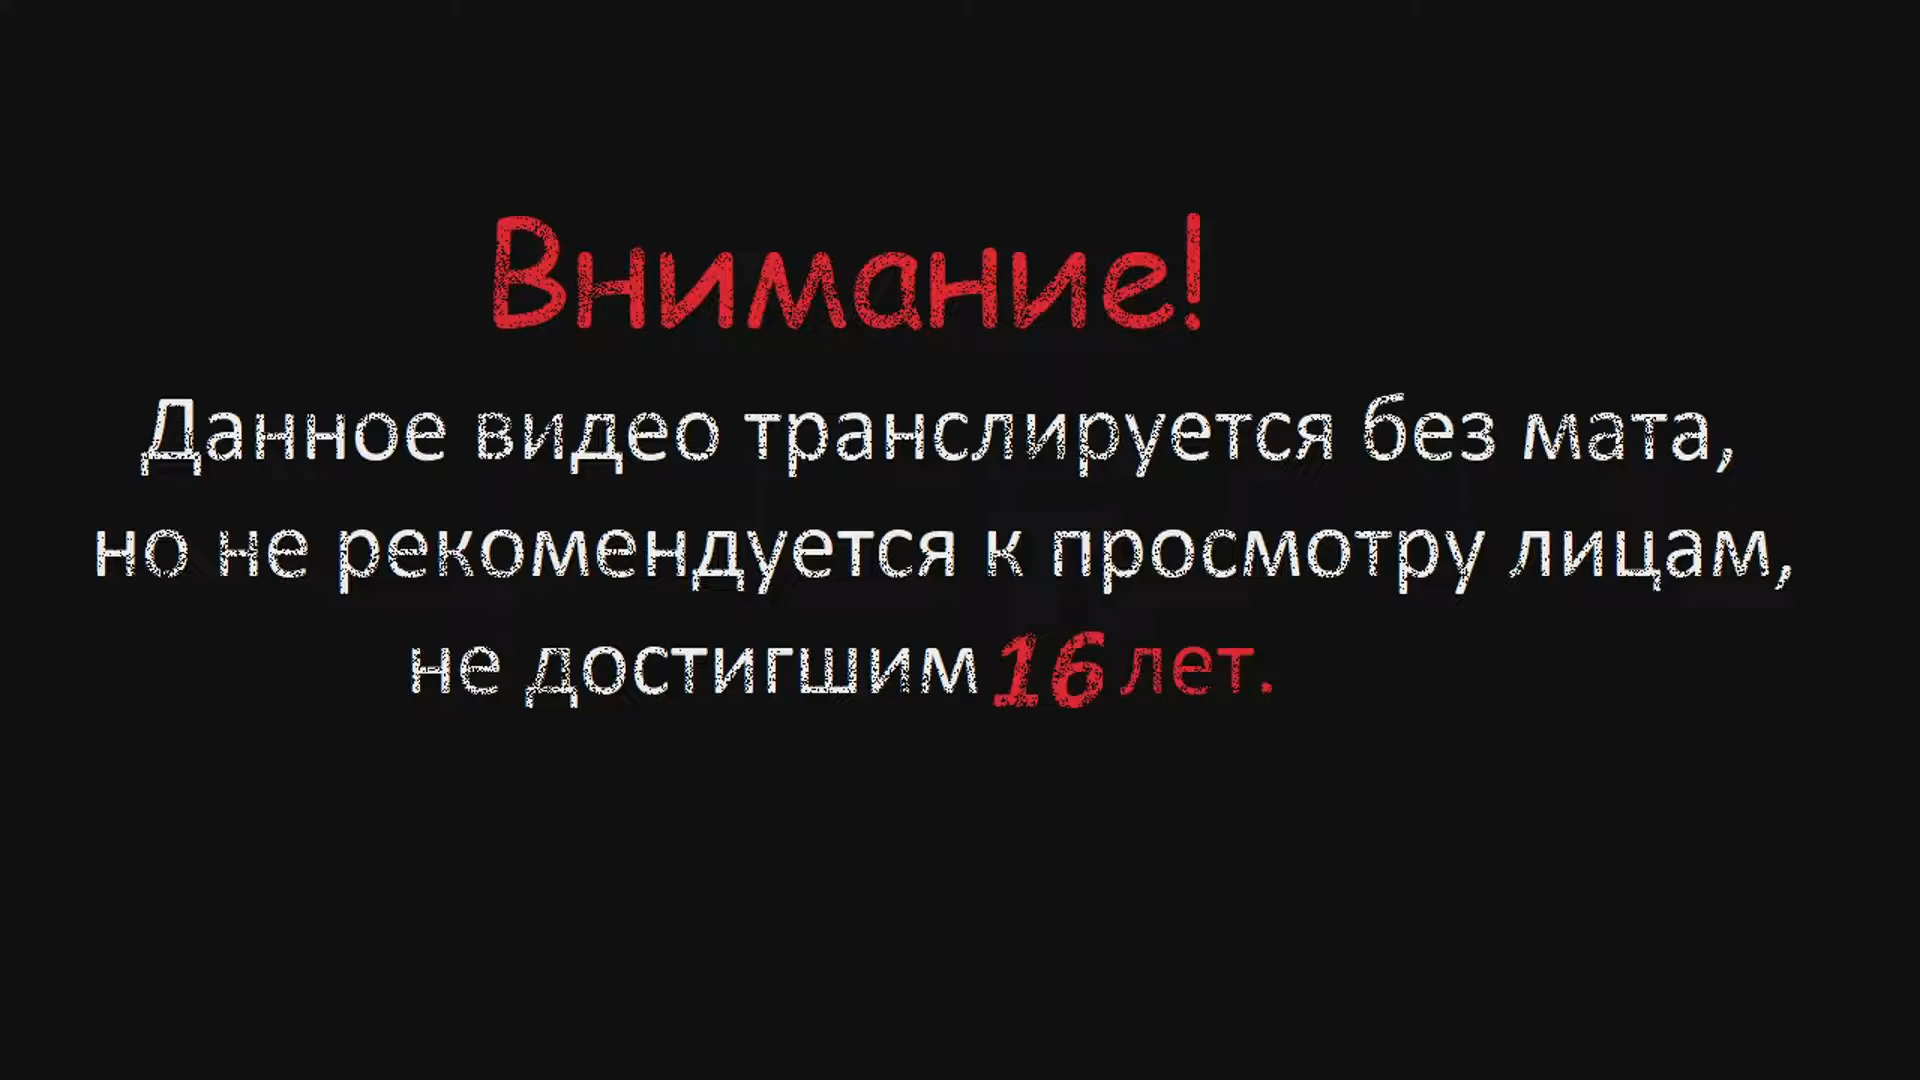 Внимание!
Данное видео транслируется без мата,
но не рекомендуется к просмотру лицам,
не достигшим 16 лет.